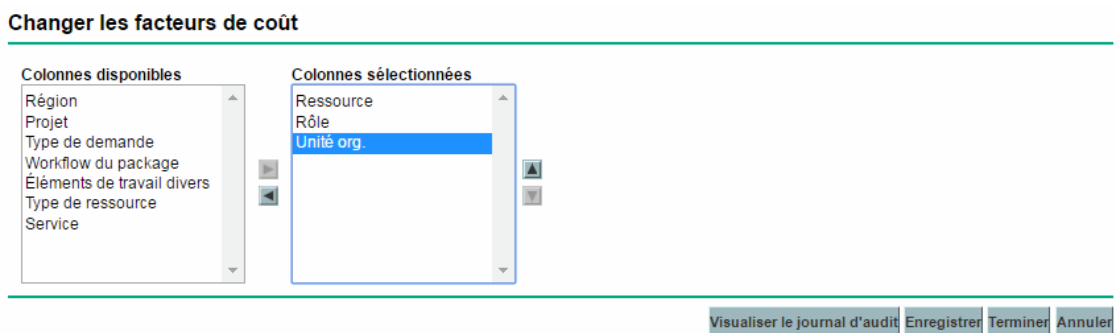 Changer les facteurs de coût
Colonnes disponibles
Région
Projet
Type de demande
Workflow du package
Éléments de travail divers
Type de ressource
Service
Colonnes sélectionnées
Ressource
Rôle
Unité org.
Visualiser le journal d'audit Enregistrer Terminer Annuler